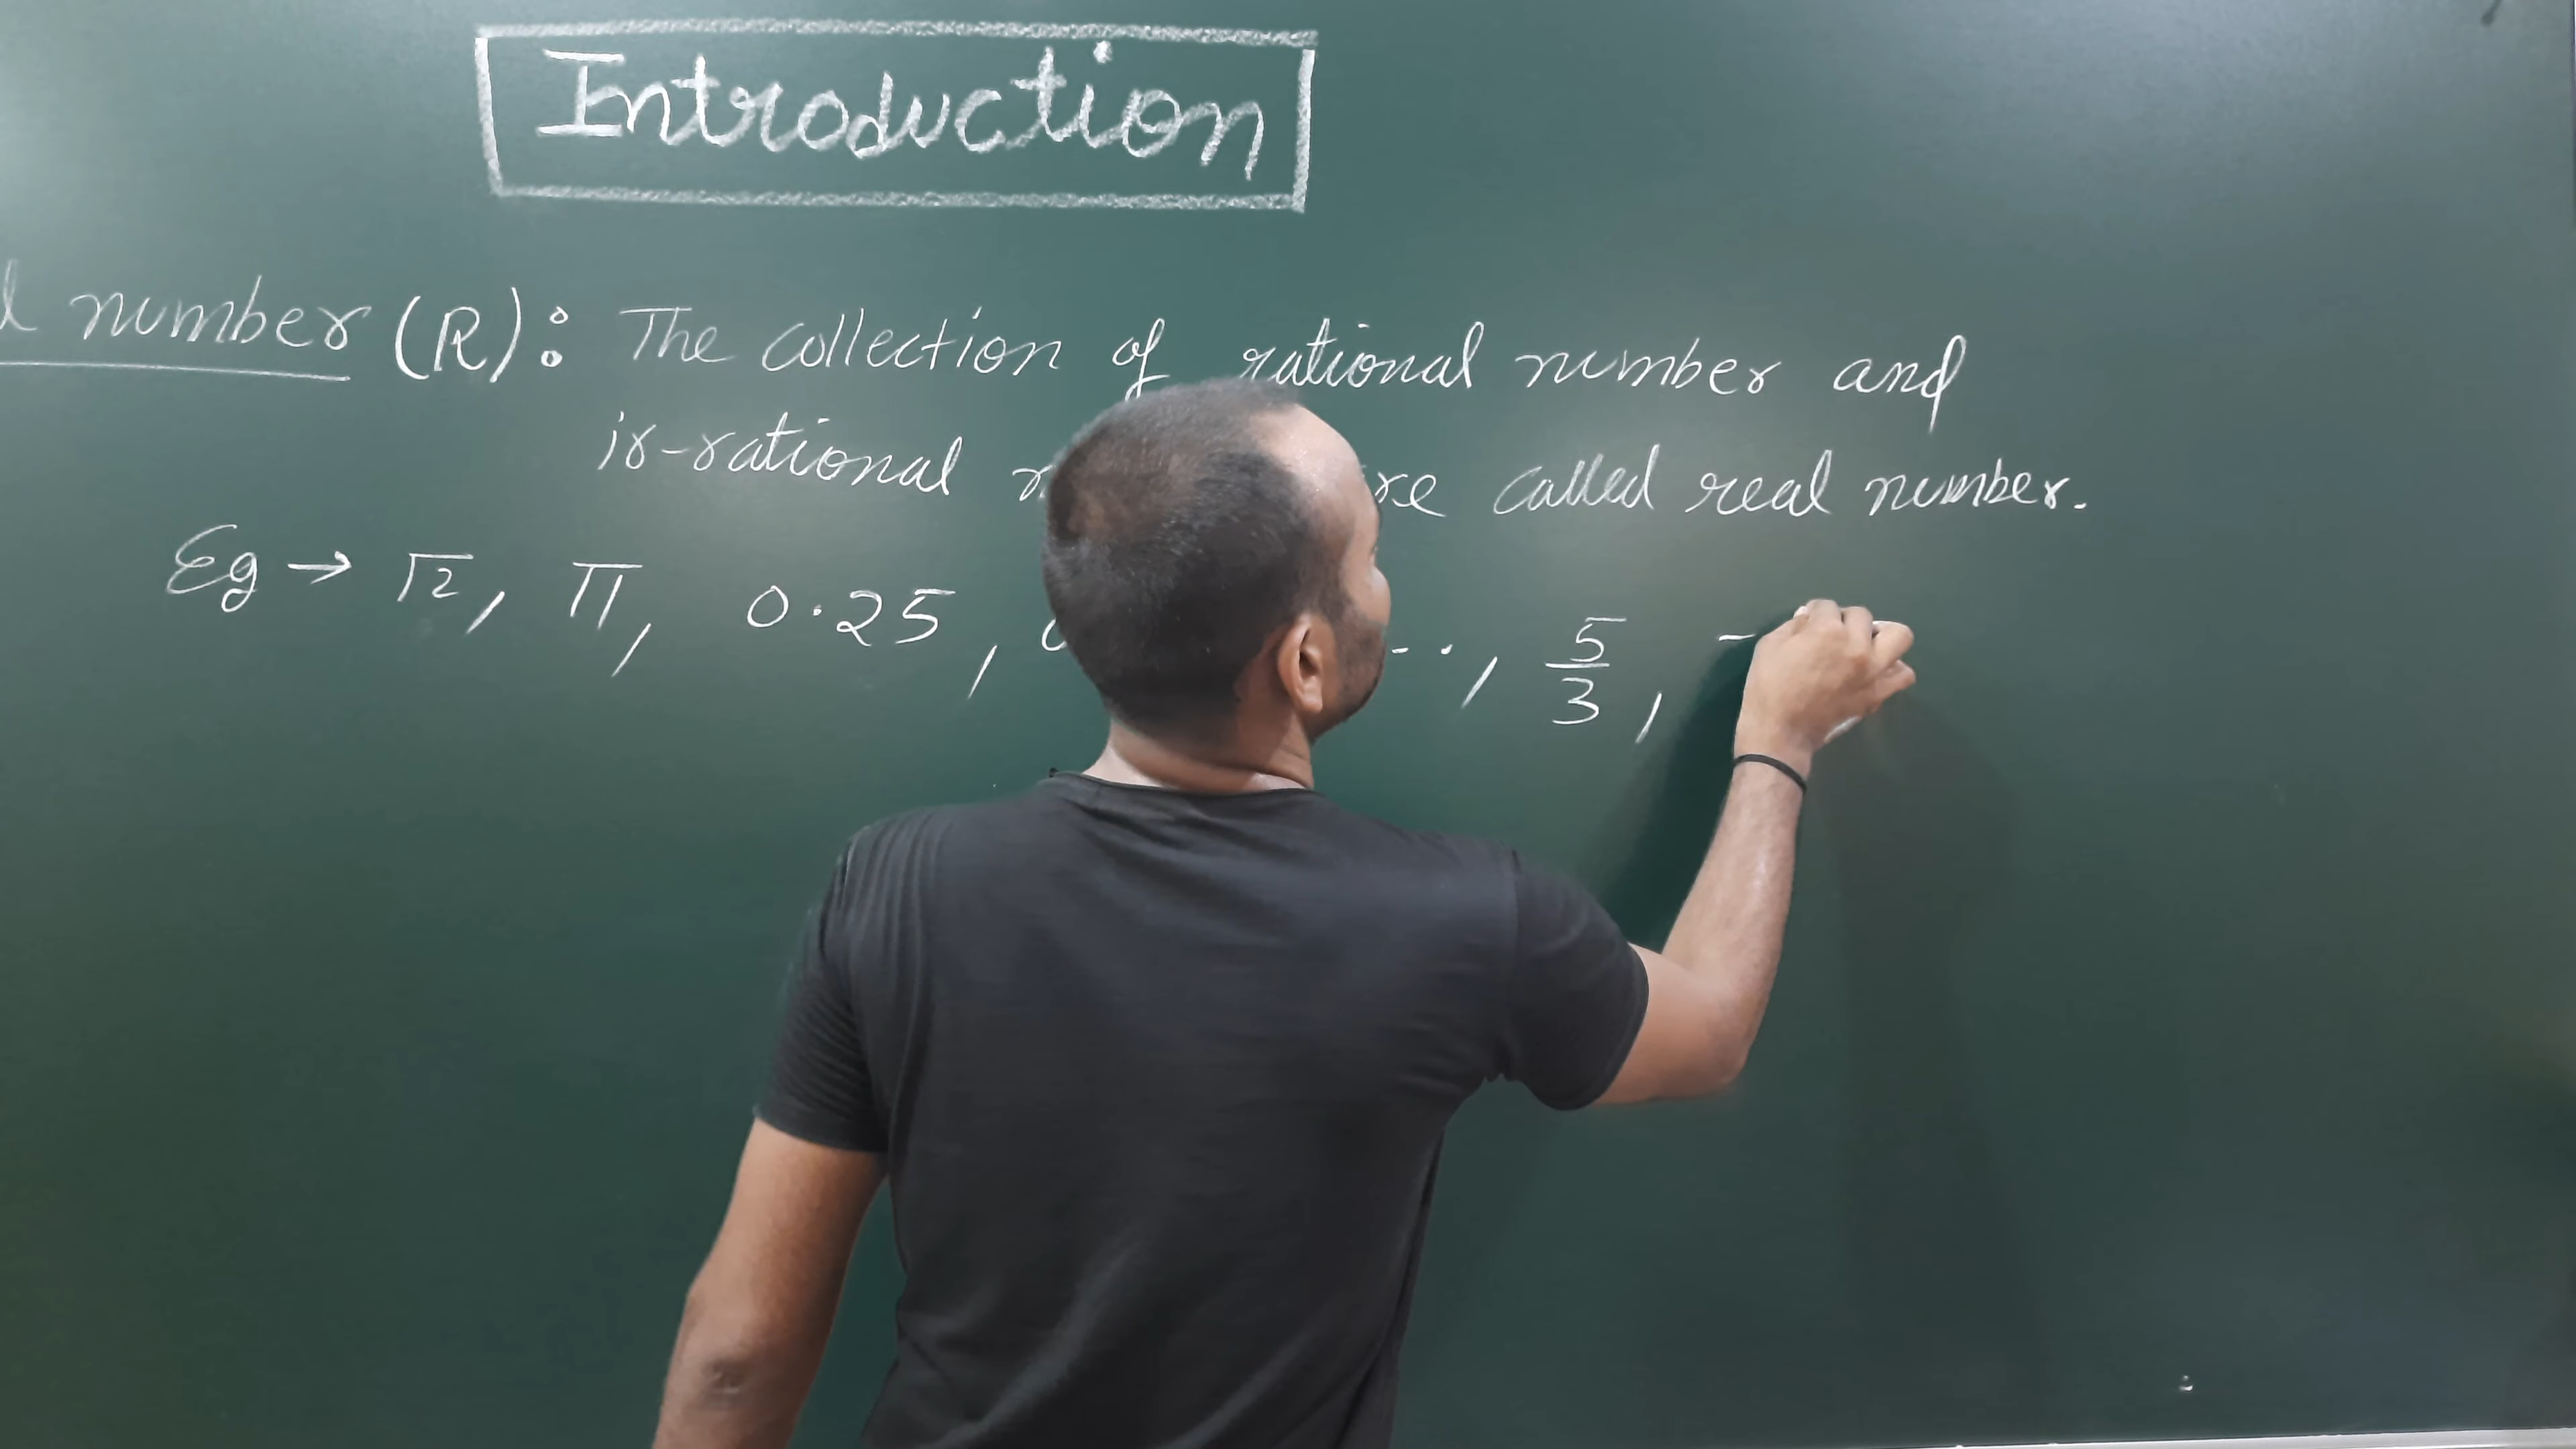 Introduction
number (R): The collection of rational number and
ir-rational called real number.
Eg → √2, π, 0.25, ..., 5/3, -